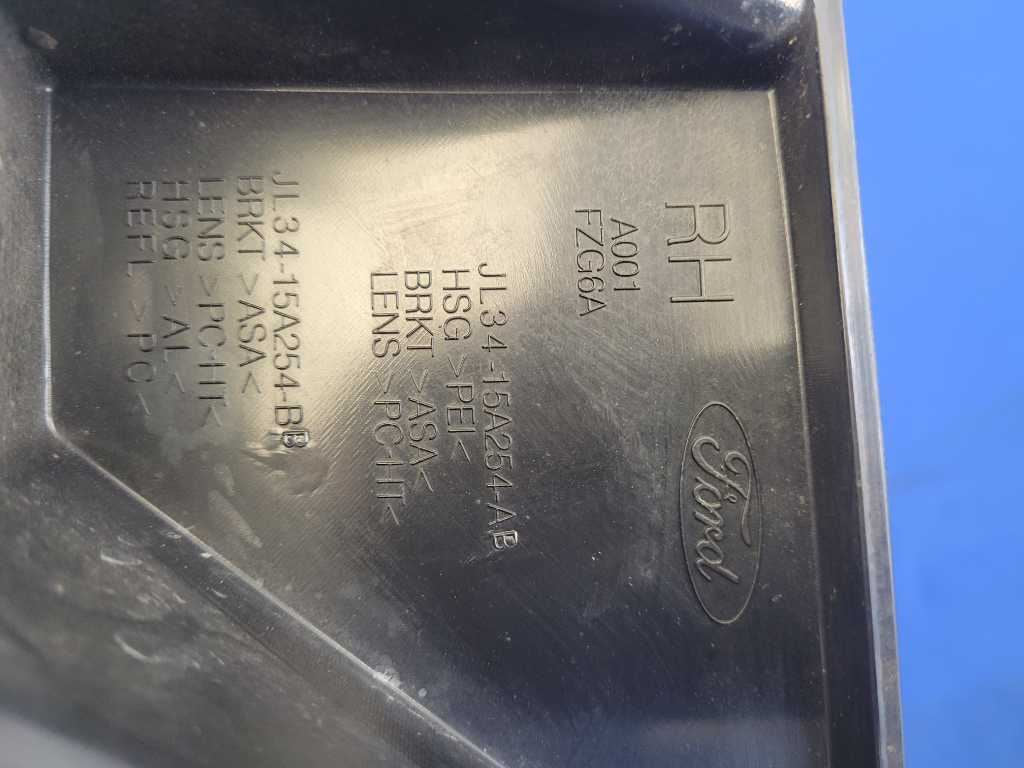 RH
A001
FZG6A
Ford
JL34-15A254-AB
HSG >PEI<
BRKT >ASA<
LENS >PC-HT<
JL34-15A254-BB
BRKT >ASA<
LENS >PC-HT<
HSG >AL<
REFL >PC<